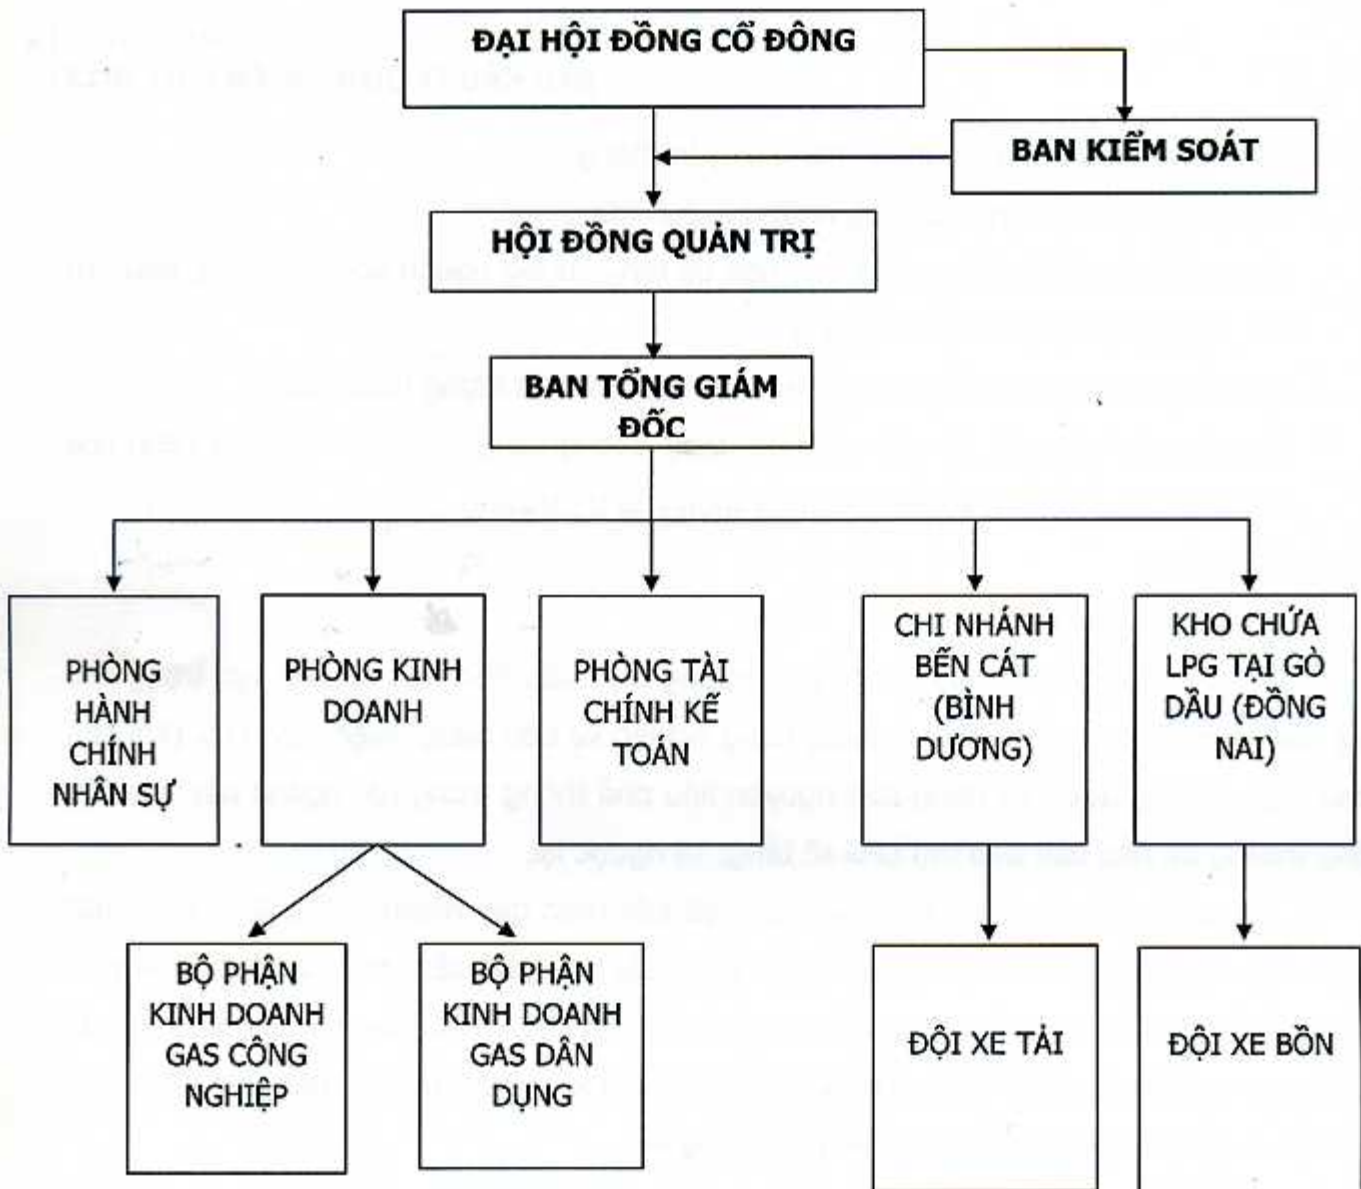 ĐẠI HỘI ĐỒNG CỔ ĐÔNG
BAN KIỂM SOÁT
HỘI ĐỒNG QUẢN TRỊ
BAN TỔNG GIÁM
ĐỐC
PHÒNG
HÀNH
CHÍNH
NHÂN SỰ
PHÒNG KINH
DOANH
PHÒNG TÀI
CHÍNH KẾ
TOÁN
CHI NHÁNH
BẾN CÁT
(BÌNH
DƯƠNG)
KHO CHỨA
LPG TẠI GÒ
DẦU (ĐỒNG
NAI)
BỘ PHẬN
KINH DOANH
GAS CÔNG
NGHIỆP
BỘ PHẬN
KINH DOANH
GAS DÂN
DỤNG
ĐỘI XE TẢI
ĐỘI XE BỒN